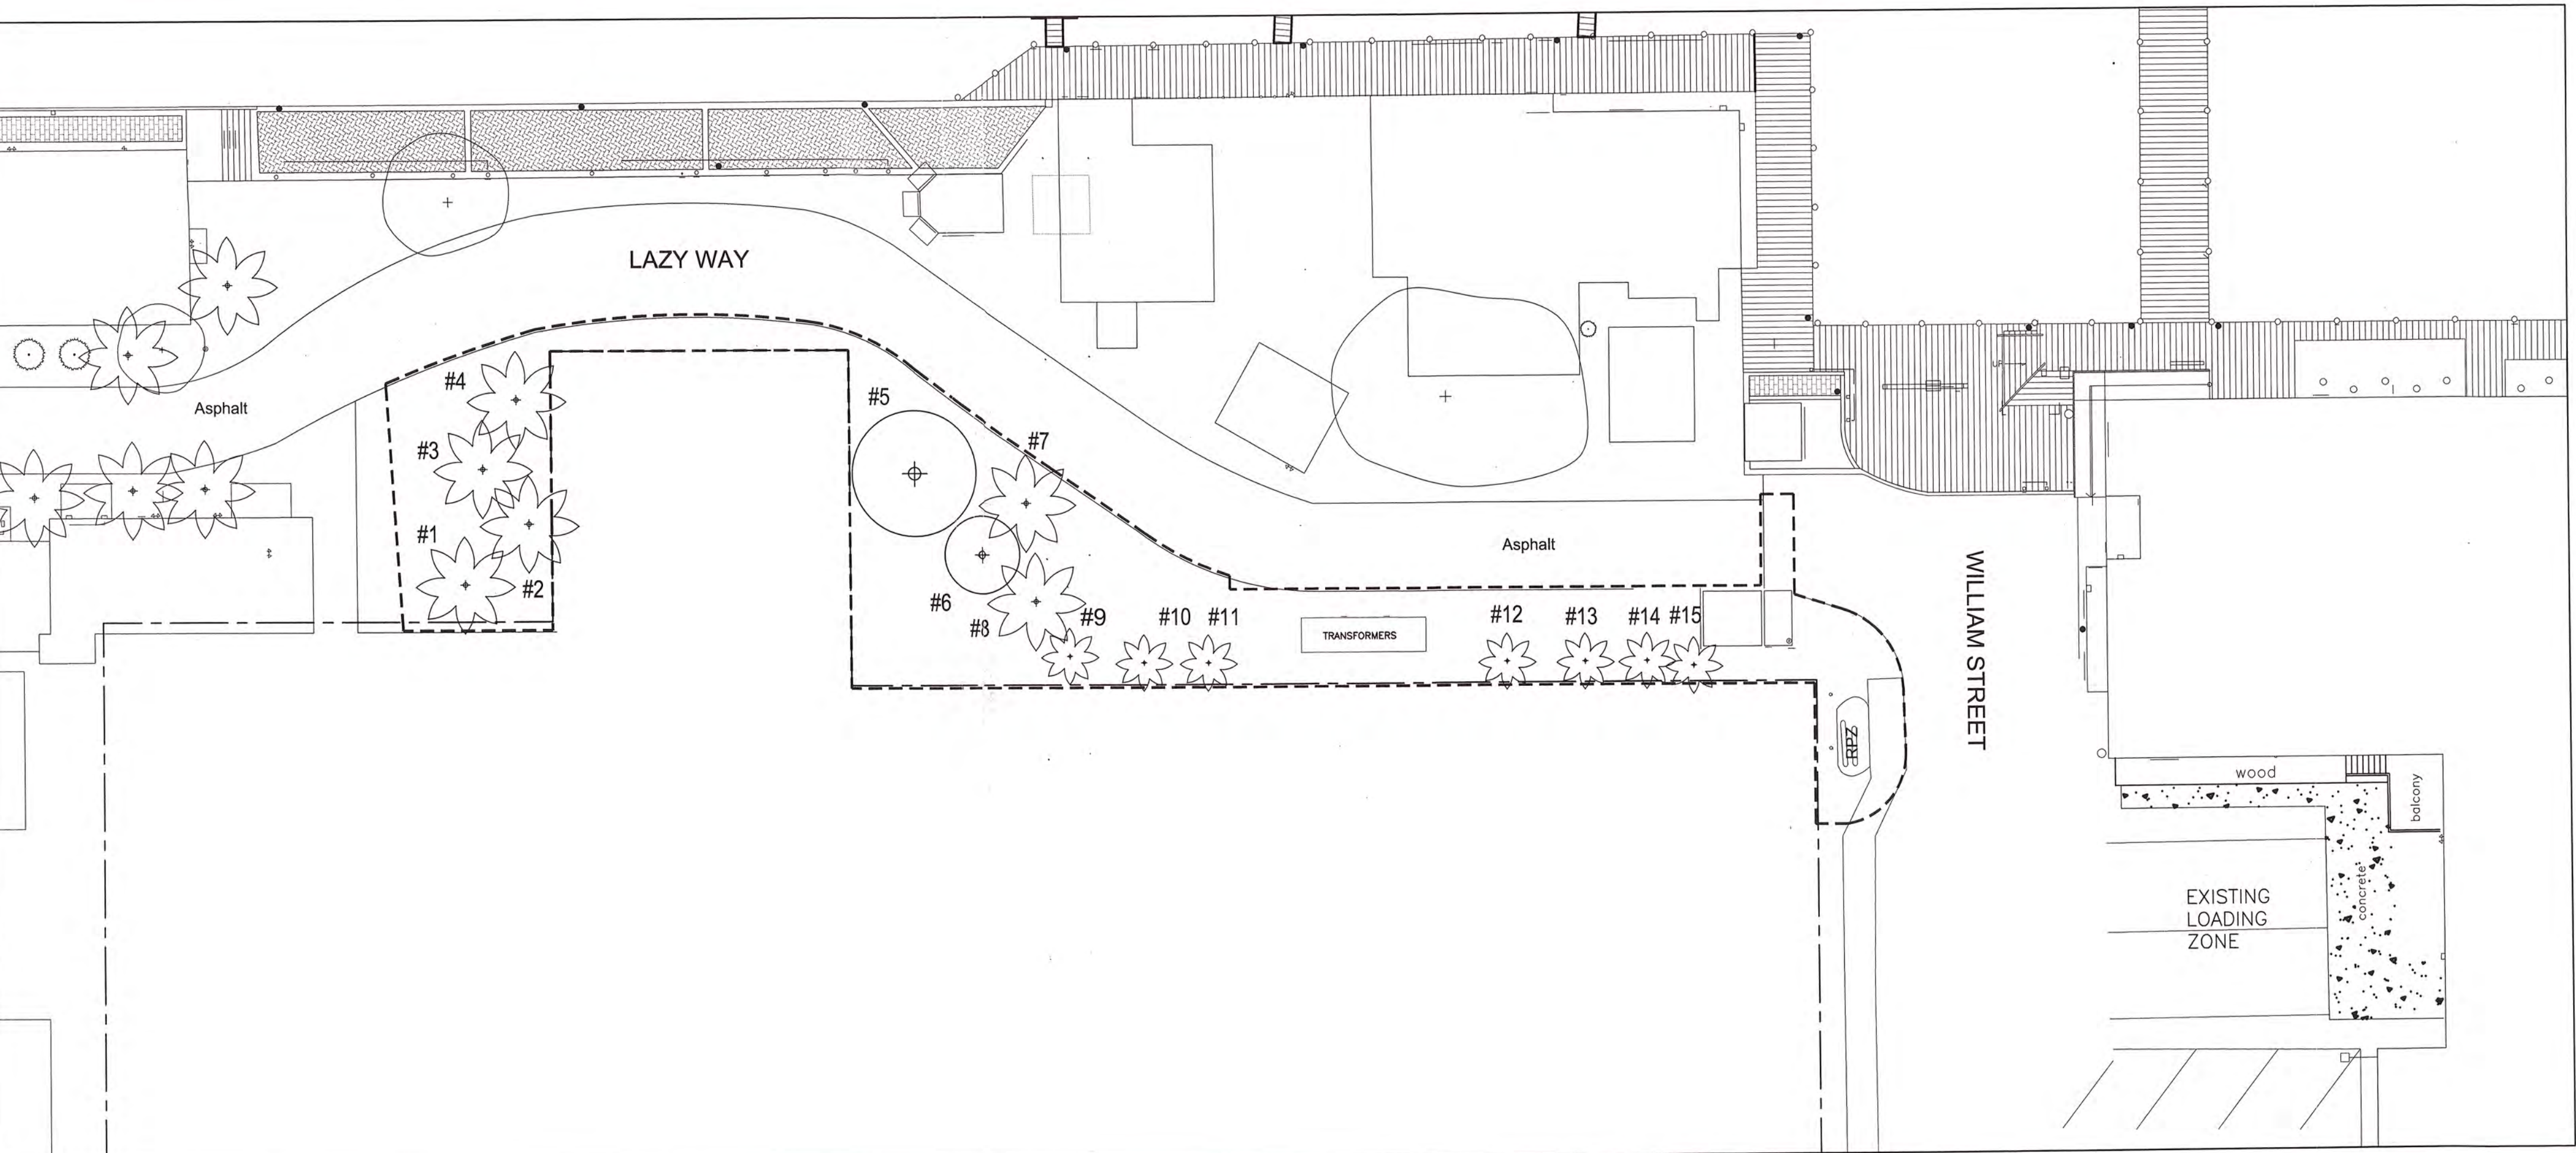 UP
LAZY WAY
#4
#5
Asphalt
#3
#7
#1
Asphalt
#2
#6
#8
#9
#10
#11
#12
#13
#14
#15
TRANSFORMERS
WILLIAM STREET
RPZ
wood
balcony
concrete
EXISTING
LOADING
ZONE